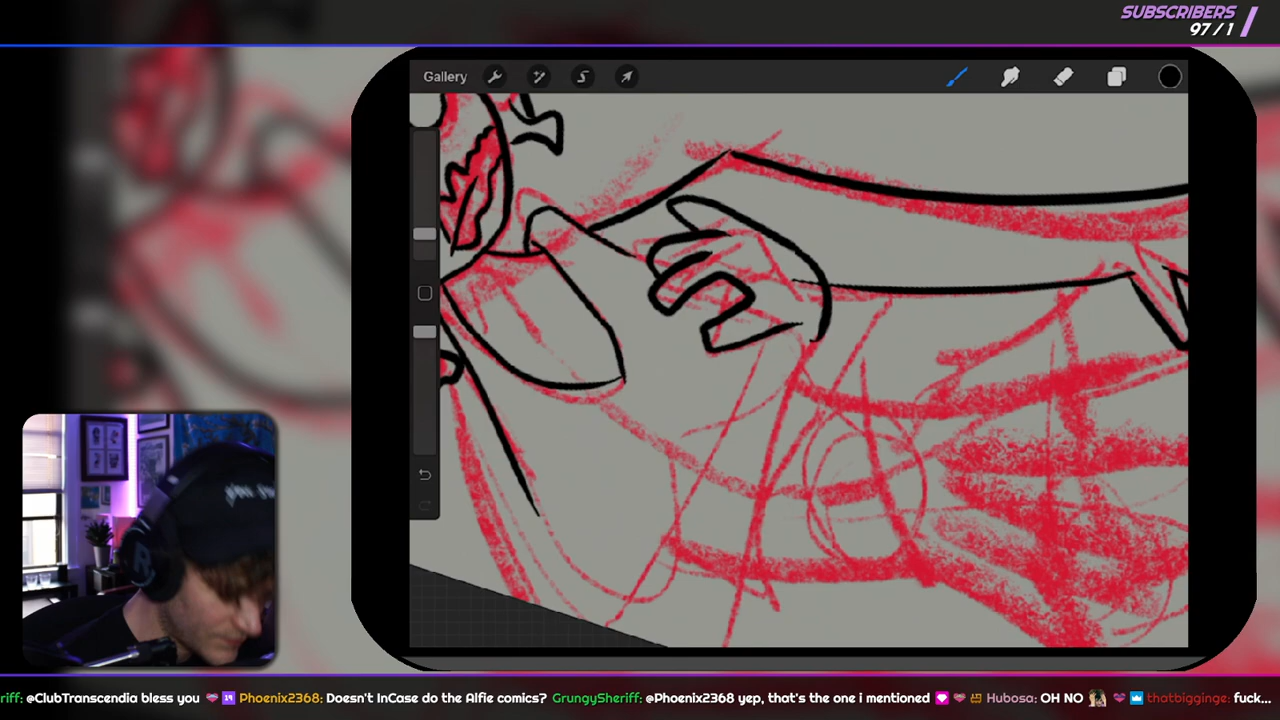 SUBSCRIBERS
97 / 1
Gallery
riff: @ClubTranscendia bless you 19 Phoenix2368: Doesn't InCase do the Alfie comics? GrungySheriff: @Phoenix2368 yep, that's the one i mentioned Hubosa: OH NO thatbigginge: fuck...